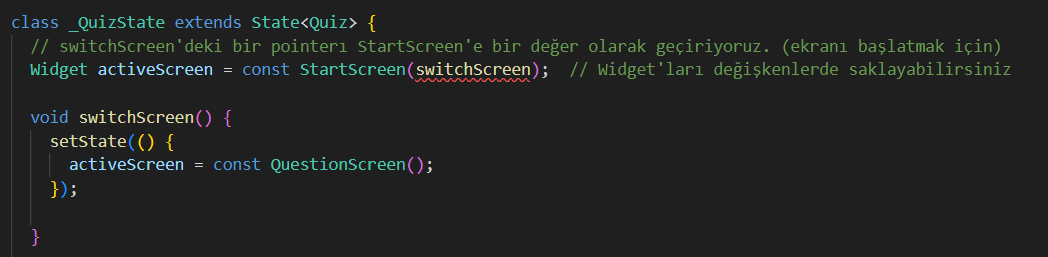 class _QuizState extends State<Quiz> {
// switchScreen'deki bir pointerı StartScreen'e bir değer olarak geçiriyoruz. (ekranı başlatmak için)
Widget activeScreen = const StartScreen(switchScreen); // Widget'ları değişkenlerde saklayabilirsiniz
void switchScreen() {
setState(() {
activeScreen = const QuestionScreen();
});
}